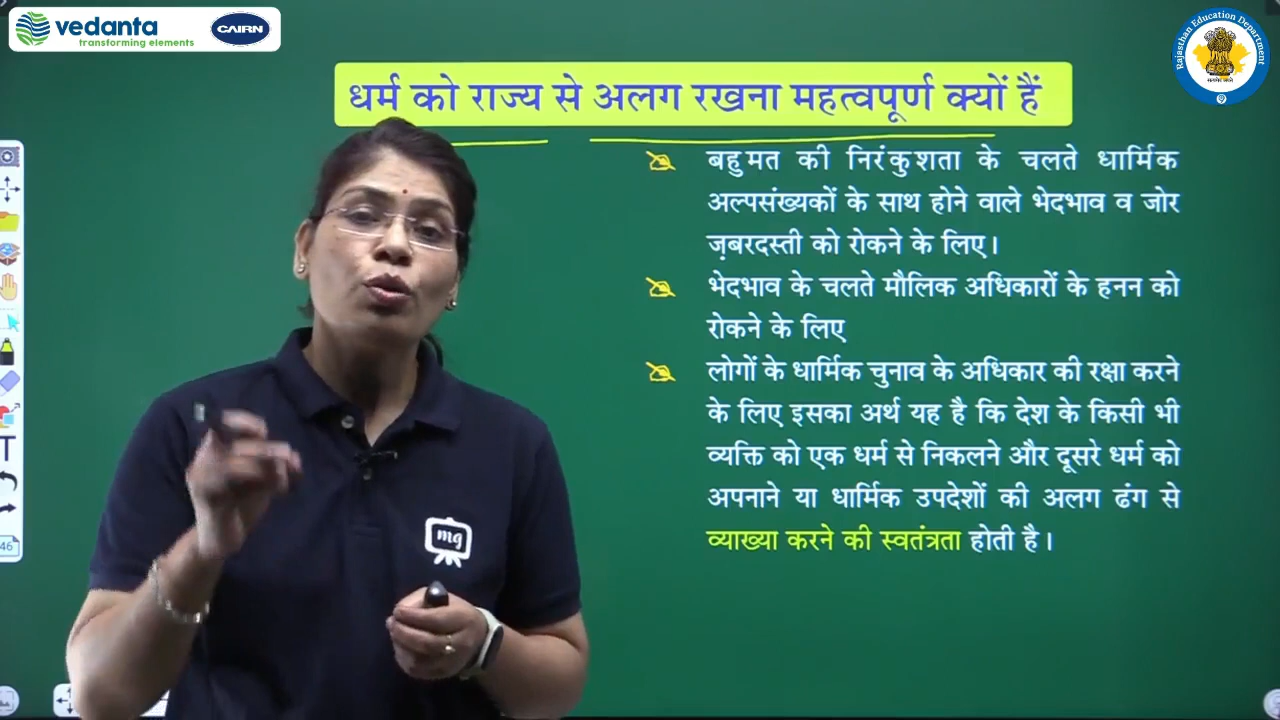 vedanta
transforming elements
CAIRN
Rajasthan Education Department
धर्म को राज्य से अलग रखना महत्वपूर्ण क्यों हैं
बहुमत की निरंकुशता के चलते धार्मिक
अल्पसंख्यकों के साथ होने वाले भेदभाव व जोर
ज़बरदस्ती को रोकने के लिए।
भेदभाव के चलते मौलिक अधिकारों के हनन को
रोकने के लिए
लोगों के धार्मिक चुनाव के अधिकार की रक्षा करने
के लिए इसका अर्थ यह है कि देश के किसी भी
व्यक्ति को एक धर्म से निकलने और दूसरे धर्म को
अपनाने या धार्मिक उपदेशों की अलग ढंग से
व्याख्या करने की स्वतंत्रता होती है।
mg
T
46